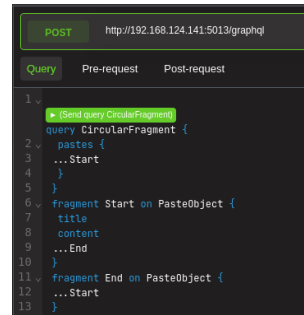 POST http://192.168.124.141:5013/graphql
Query Pre-request Post-request
1
► (Send query CircularFragment)
query CircularFragment {
2 pastes {
3 ...Start
4 }
5 }
6 fragment Start on PasteObject {
7 title
8 content
9 ...End
10 }
11 fragment End on PasteObject {
12 ...Start
13 }